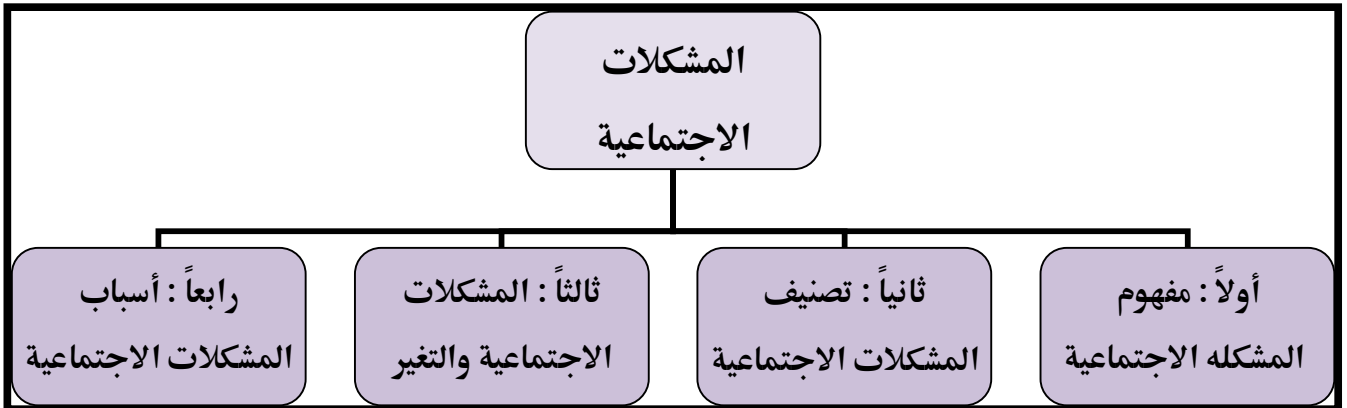 المشكلات
الاجتماعية
أولاً : مفهوم
المشكله الاجتماعية
ثانياً : تصنيف
المشكلات الاجتماعية
ثالثاً : المشكلات
الاجتماعية والتغير
رابعاً : أسباب
المشكلات الاجتماعية